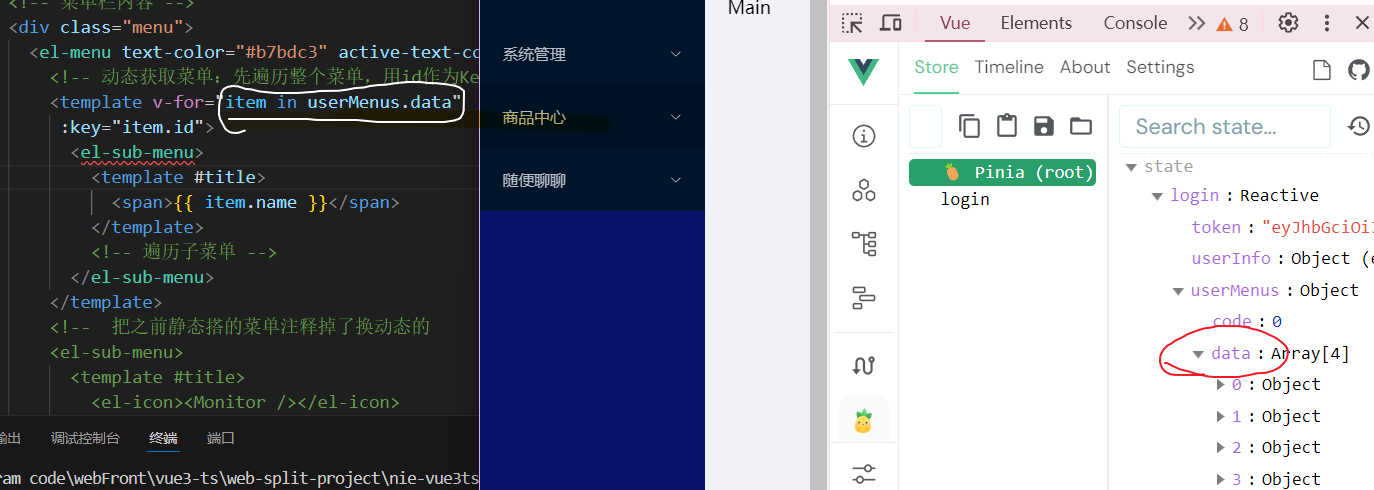 <!-- 菜单栏内容 -->
<div class="menu">
<el-menu text-color="#b7bdc3" active-text-co
<!-- 动态获取菜单：先遍历整个菜单，用id作为Ke
<template v-for="item in userMenus.data"
:key="item.id">
<el-sub-menu>
<template #title>
<span>{{ item.name }}</span>
</template>
<!-- 遍历子菜单 -->
</el-sub-menu>
</template>
<!-- 把之前静态搭的菜单注释掉了换动态的
<el-sub-menu>
<template #title>
<el-icon><Monitor /></el-icon>
输出 调试控制台 终端 端口
ram code\webFront\vue3-ts\web-split-project\nie-vue3ts
系统管理
商品中心
随便聊聊
Main
Vue Elements Console 8
Store Timeline About Settings
Search state...
Pinia (root)
login
state
login : Reactive
token : "eyJhbGciOi
userInfo : Object (e
userMenus : Object
code : 0
data : Array[4]
0 : Object
1 : Object
2 : Object
3 : Object